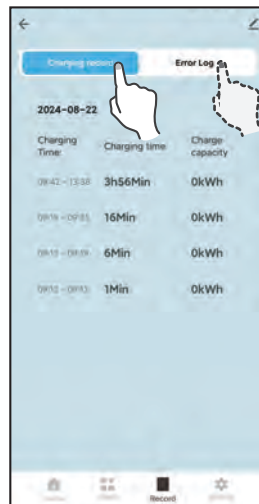 Charging record
Error Log
2024-08-22
Charging Time:
Charging time
Charge capacity
09:42-13:38 3h56Min 0kWh
16Min 0kWh
6Min 0kWh
1Min 0kWh
Record